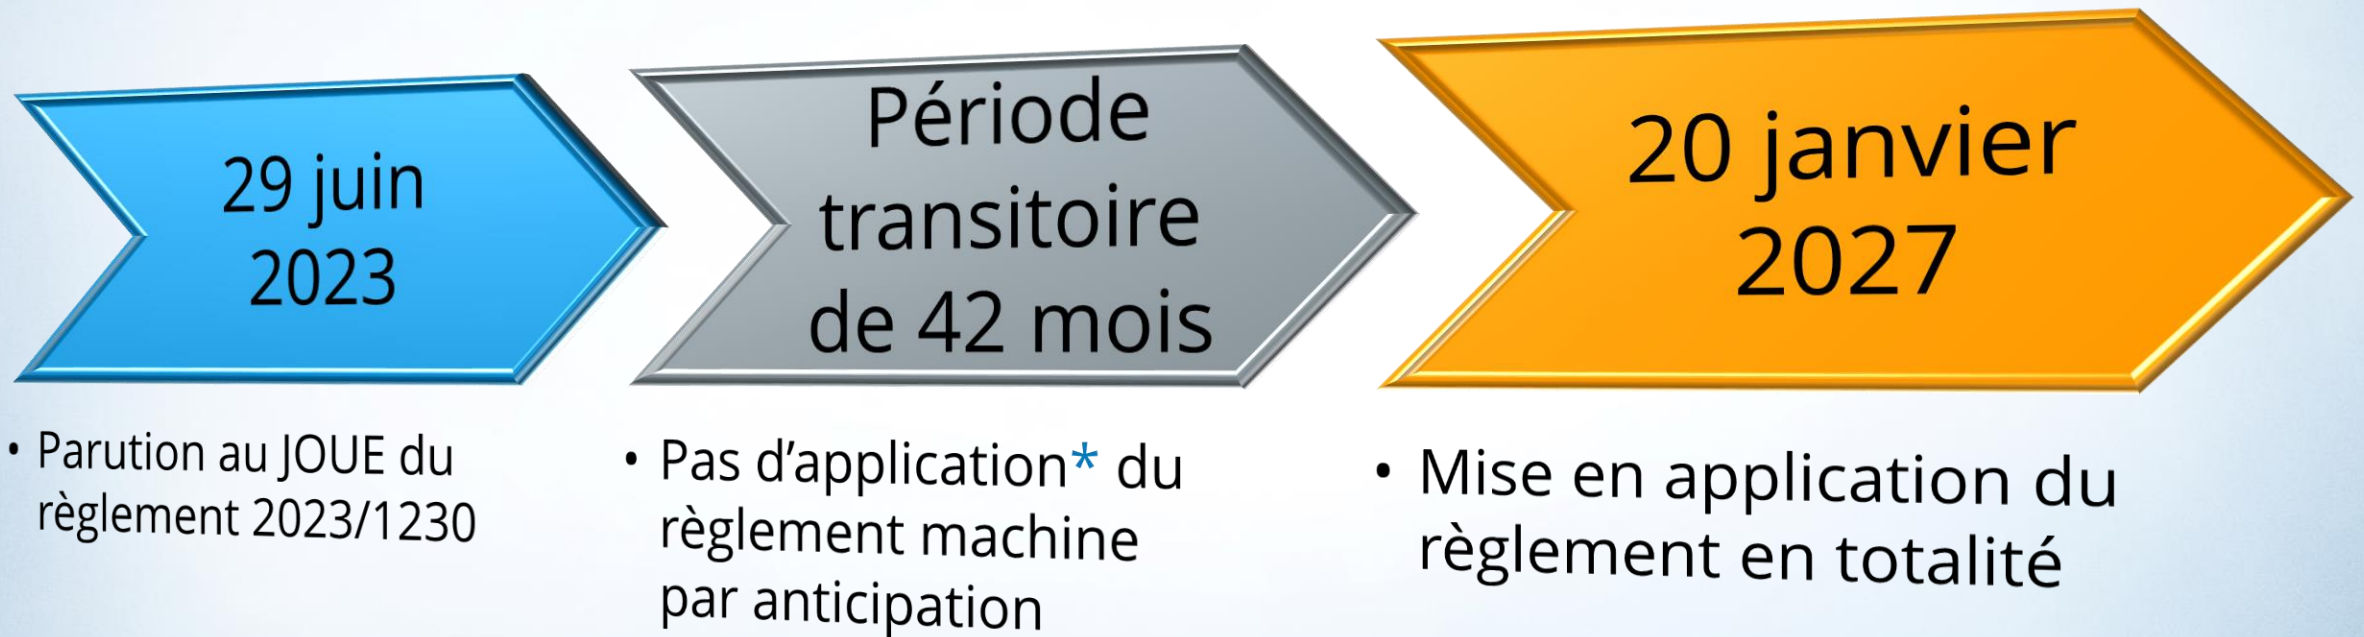 29 juin
2023
Période
transitoire
de 42 mois
20 janvier
2027
• Parution au JOUE du
règlement 2023/1230
• Pas d’application* du
règlement machine
par anticipation
• Mise en application du
règlement en totalité